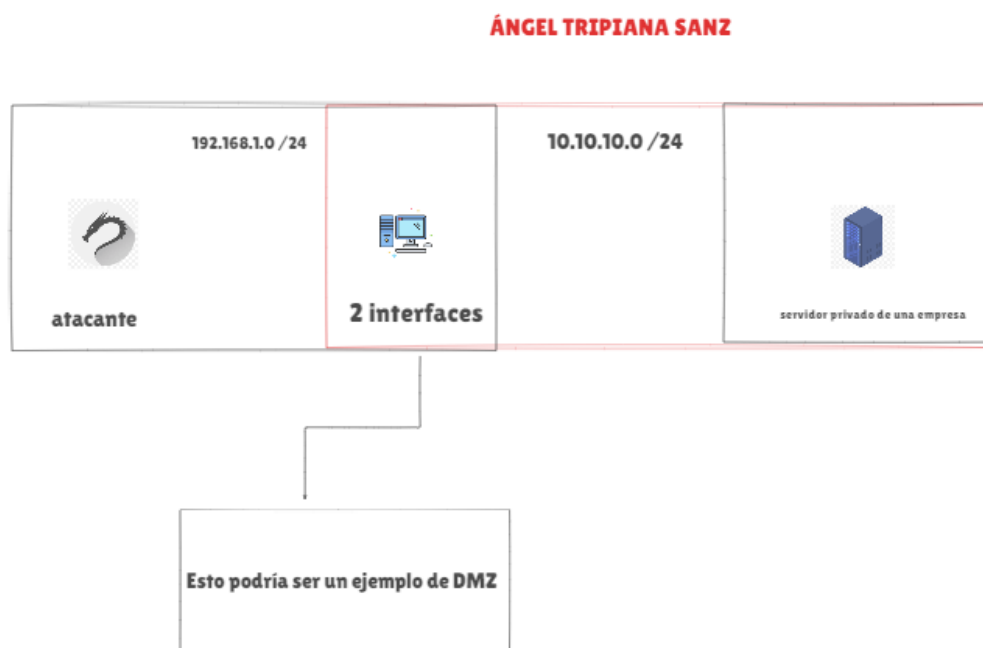 ÁNGEL TRIPIANA SANZ
192.168.1.0 /24
10.10.10.0 /24
atacante
2 interfaces
servidor privado de una empresa
Esto podría ser un ejemplo de DMZ